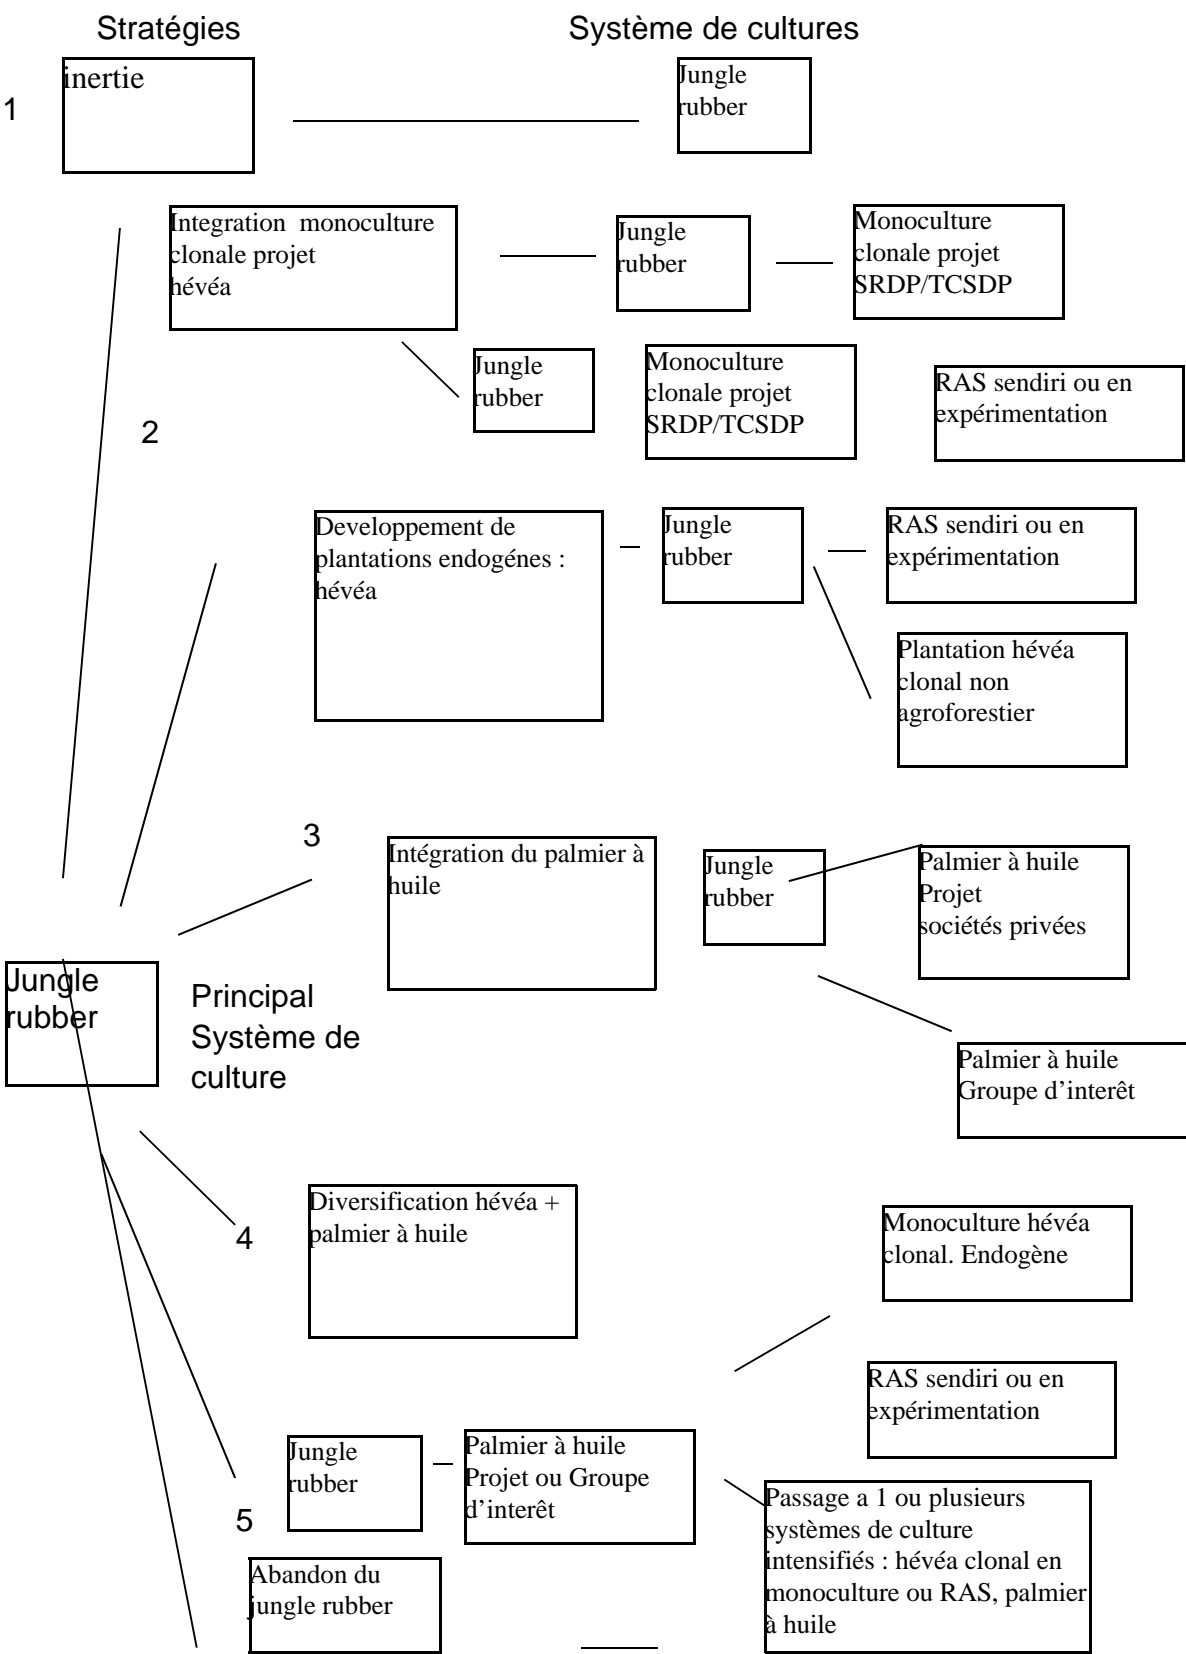 Stratégies
Système de cultures
1
inertie
Jungle
rubber
Integration monoculture
clonale projet
hévéa
Jungle
rubber
Monoculture
clonale projet
SRDP/TCSDP
Jungle
rubber
Monoculture
clonale projet
SRDP/TCSDP
RAS sendiri ou en
expérimentation
2
Developpement de
plantations endogénes :
hévéa
Jungle
rubber
RAS sendiri ou en
expérimentation
Plantation hévéa
clonal non
agroforestier
3
Intégration du palmier à
huile
Jungle
rubber
Palmier à huile
Projet
sociétés privées
Jungle
rubber
Principal
Système de
culture
Palmier à huile
Groupe d’interêt
4
Diversification hévéa +
palmier à huile
Monoculture hévéa
clonal. Endogène
RAS sendiri ou en
expérimentation
Jungle
rubber
Palmier à huile
Projet ou Groupe
d’interêt
5
Abandon du
jungle rubber
Passage a 1 ou plusieurs
systèmes de culture
intensifiés : hévéa clonal en
monoculture ou RAS, palmier
à huile